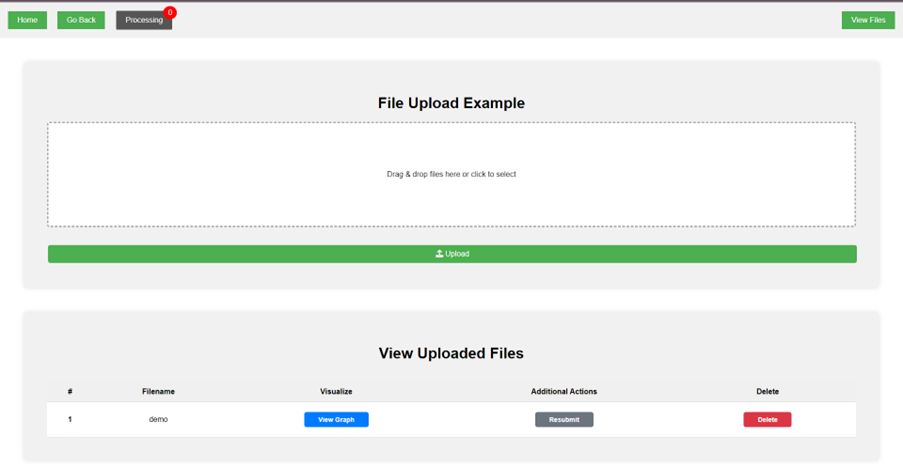 Home Go Back Processing 0 View Files
File Upload Example
Drag & drop files here or click to select
Upload
View Uploaded Files
# Filename Visualize Additional Actions Delete
1 demo View Graph Resubmit Delete